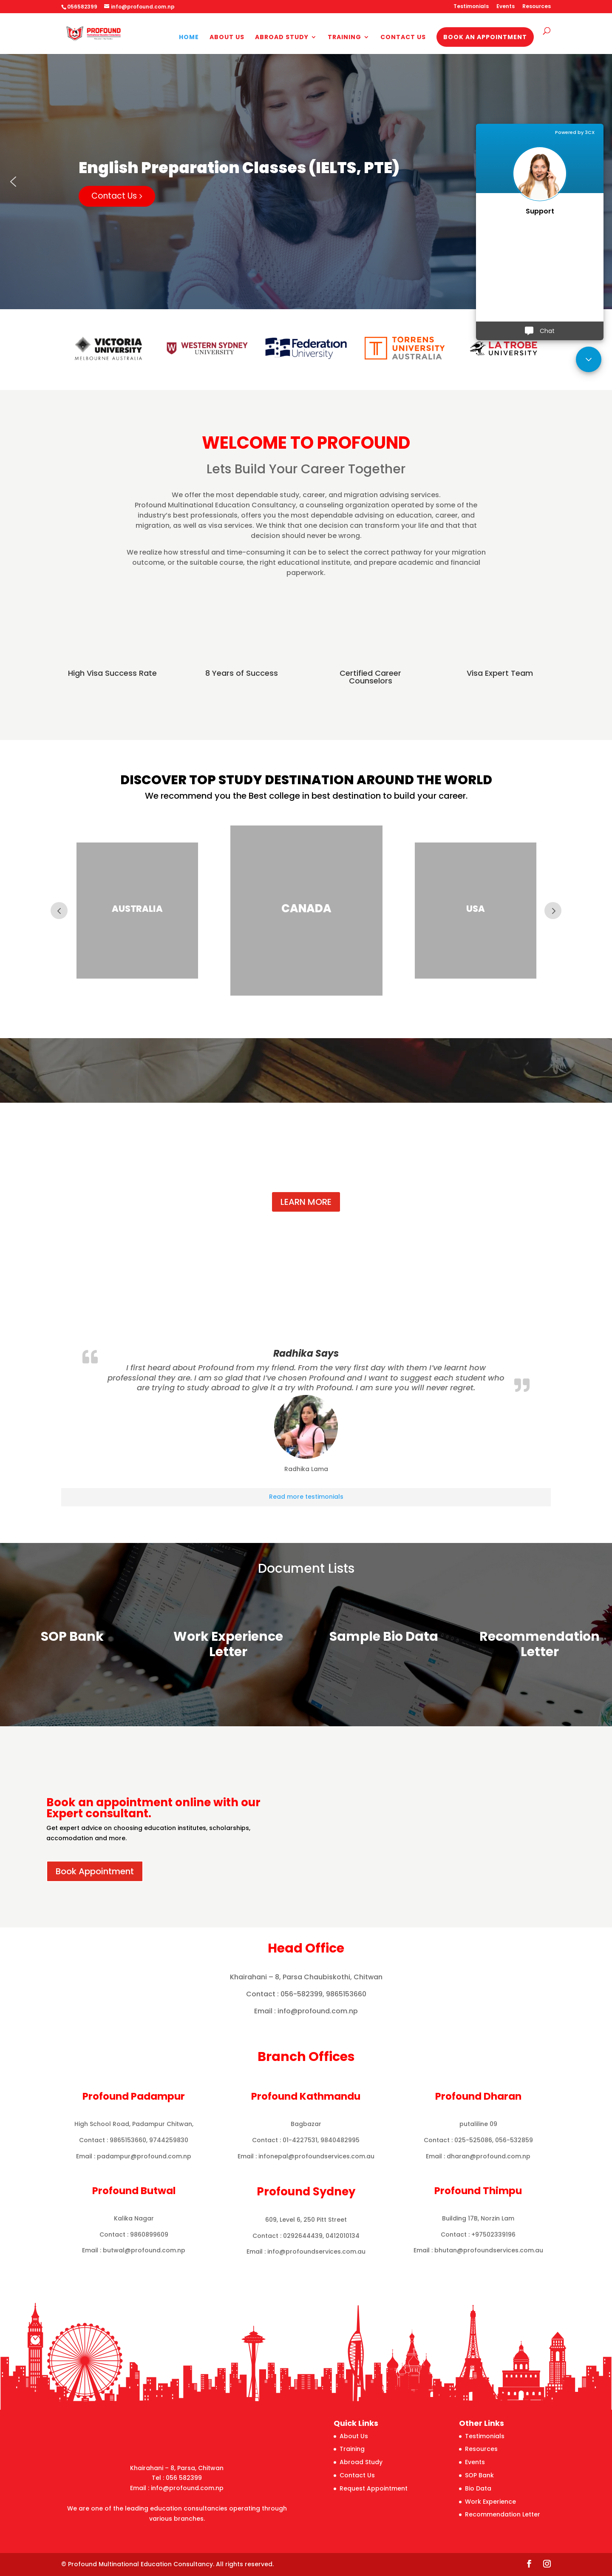 056582399 info@profound.com.np Testimonials Events Resources
PROFOUND HOME ABOUT US ABROAD STUDY TRAINING CONTACT US BOOK AN APPOINTMENT
English Preparation Classes (IELTS, PTE)
Contact Us
Powered by 3CX
Support
Chat
VICTORIA UNIVERSITY
MELBOURNE AUSTRALIA
WESTERN SYDNEY
UNIVERSITY
Federation
University
TORRENS
UNIVERSITY
AUSTRALIA
LA TROBE
UNIVERSITY
WELCOME TO PROFOUND
Lets Build Your Career Together
We offer the most dependable study, career, and migration advising services.
Profound Multinational Education Consultancy, a counseling organization operated by some of the
industry's best professionals, offers you the most dependable advising on education, career, and
migration, as well as visa services. We think that one decision can transform your life and that that
decision should never be wrong.
We realize how stressful and time-consuming it can be to select the correct pathway for your migration
outcome, or the suitable course, the right educational institute, and prepare academic and financial
paperwork.
High Visa Success Rate
8 Years of Success
Certified Career
Counselors
Visa Expert Team
DISCOVER TOP STUDY DESTINATION AROUND THE WORLD
We recommend you the Best college in best destination to build your career.
AUSTRALIA
CANADA
USA
LEARN MORE
Radhika Says
I first heard about Profound from my friend. From the very first day with them I've learnt how
professional they are. I am so glad that I've chosen Profound and I want to suggest each student who
are trying to study abroad to give it a try with Profound. I am sure you will never regret.
Radhika Lama
Read more testimonials
Document Lists
SOP Bank
Work Experience
Letter
Sample Bio Data
Recommendation
Letter
Book an appointment online with our
Expert consultant.
Get expert advice on choosing education institutes, scholarships,
accomodation and more.
Book Appointment
Head Office
Khairahani – 8, Parsa Chaubiskothi, Chitwan
Contact : 056-582399, 9865153660
Email : info@profound.com.np
Branch Offices
Profound Padampur
High School Road, Padampur Chitwan,
Contact : 9865153660, 9744259830
Email : padampur@profound.com.np
Profound Kathmandu
Bagbazar
Contact : 01-4227531, 9840482995
Email : infonepal@profoundservices.com.au
Profound Dharan
putaliline 09
Contact : 025-525086, 056-532859
Email : dharan@profound.com.np
Profound Butwal
Kalika Nagar
Contact : 9860899609
Email : butwal@profound.com.np
Profound Sydney
609, Level 6, 250 Pitt Street
Contact : 0292644439, 0412010134
Email : info@profoundservices.com.au
Profound Thimpu
Building 17B, Norzin Lam
Contact : +97502339196
Email : bhutan@profoundservices.com.au
Khairahani – 8, Parsa, Chitwan
Tel : 056 582399
Email : info@profound.com.np
We are one of the leading education consultancies operating through
various branches.
Quick Links
About Us
Training
Abroad Study
Contact Us
Request Appointment
Other Links
Testimonials
Resources
Events
SOP Bank
Bio Data
Work Experience
Recommendation Letter
© Profound Multinational Education Consultancy. All rights reserved.